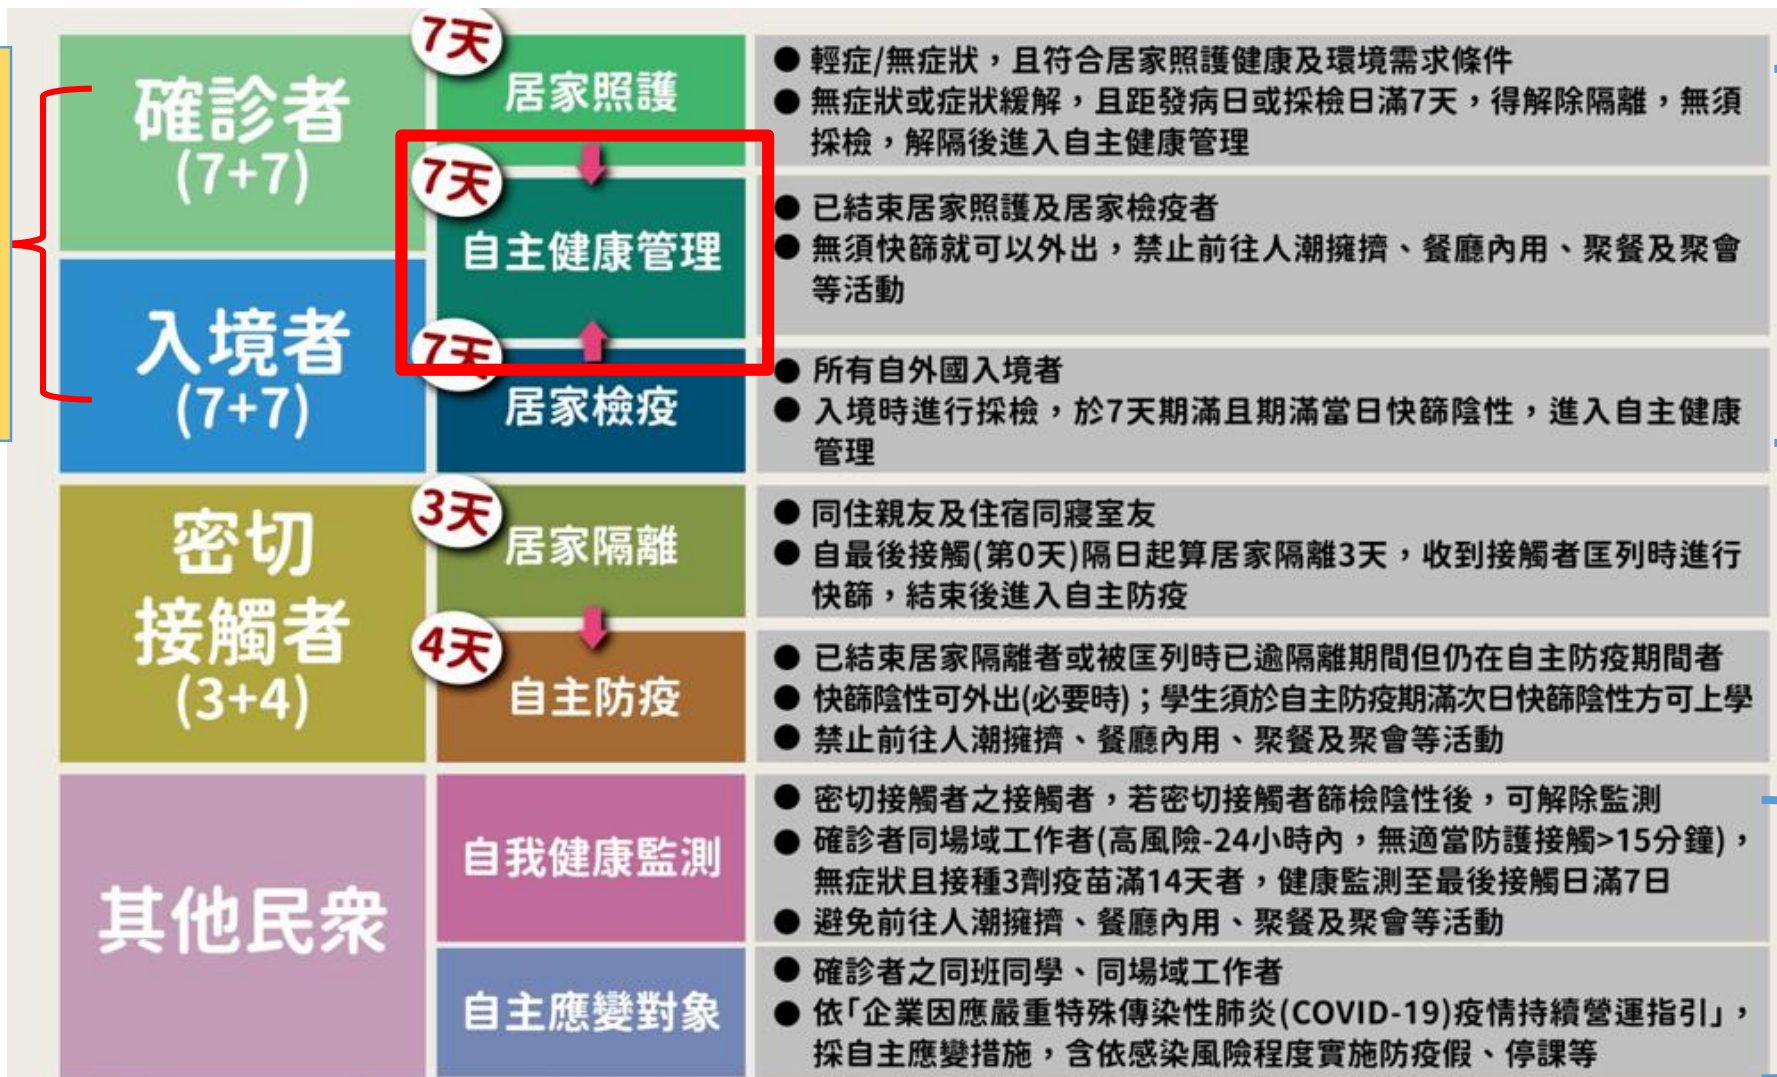 確診者
(7+7)
7天
居家照護
● 輕症/無症狀，且符合居家照護健康及環境需求條件
● 無症狀或症狀緩解，且距發病日或採檢日滿7天，得解除隔離，無須
採檢，解隔後進入自主健康管理
7天
自主健康管理
● 已結束居家照護及居家檢疫者
● 無須快篩就可以外出，禁止前往人潮擁擠、餐廳內用、聚餐及聚會
等活動
入境者
(7+7)
7天
居家檢疫
● 所有自外國入境者
● 入境時進行採檢，於7天期滿且期滿當日快篩陰性，進入自主健康
管理
密切
接觸者
(3+4)
3天
居家隔離
● 同住親友及住宿同寢室友
● 自最後接觸(第0天)隔日起算居家隔離3天，收到接觸者匡列時進行
快篩，結束後進入自主防疫
4天
自主防疫
● 已結束居家隔離者或被匡列時已逾隔離期間但仍在自主防疫期間者
● 快篩陰性可外出(必要時)；學生須於自主防疫期滿次日快篩陰性方可上學
● 禁止前往人潮擁擠、餐廳內用、聚餐及聚會等活動
其他民眾
自我健康監測
● 密切接觸者之接觸者，若密切接觸者篩檢陰性後，可解除監測
● 確診者同場域工作者(高風險-24小時內，無適當防護接觸>15分鐘)，
無症狀且接種3劑疫苗滿14天者，健康監測至最後接觸日滿7日
● 避免前往人潮擁擠、餐廳內用、聚餐及聚會等活動
自主應變對象
● 確診者之同班同學、同場域工作者
● 依「企業因應嚴重特殊傳染性肺炎(COVID-19)疫情持續營運指引」，
採自主應變措施，含依感染風險程度實施防疫假、停課等